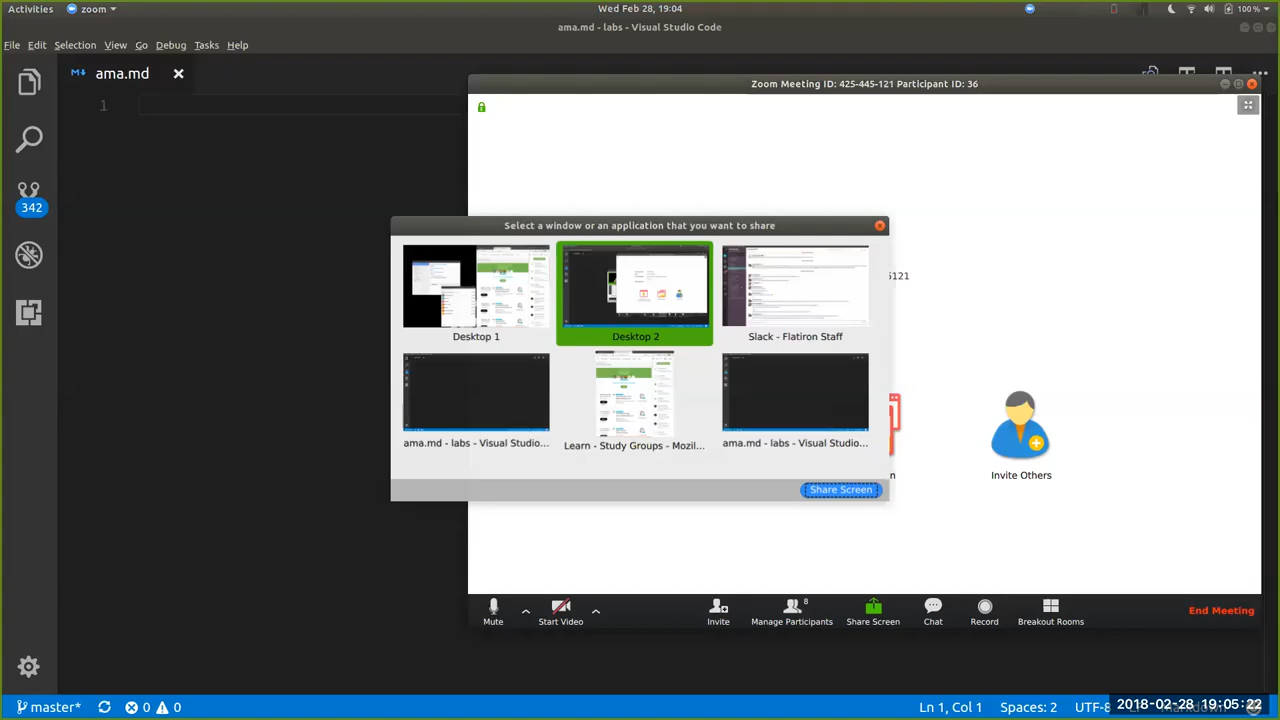 Activities zoom Wed Feb 28, 19:04 100 %
ama.md - labs - Visual Studio Code
File Edit Selection View Go Debug Tasks Help
ama.md
1
342
Zoom Meeting ID: 425-445-121 Participant ID: 36
Select a window or an application that you want to share
Desktop 1 Desktop 2 Slack - Flatiron Staff
ama.md - labs - Visual Studio... Learn - Study Groups - Mozil... ama.md - labs - Visual Studio...
Share Screen
Invite Others
Mute Start Video Invite 8 Manage Participants Share Screen Chat Record Breakout Rooms End Meeting
master* 0 0 Ln 1, Col 1 Spaces: 2 UTF-8 2018-02-28 19:05:22